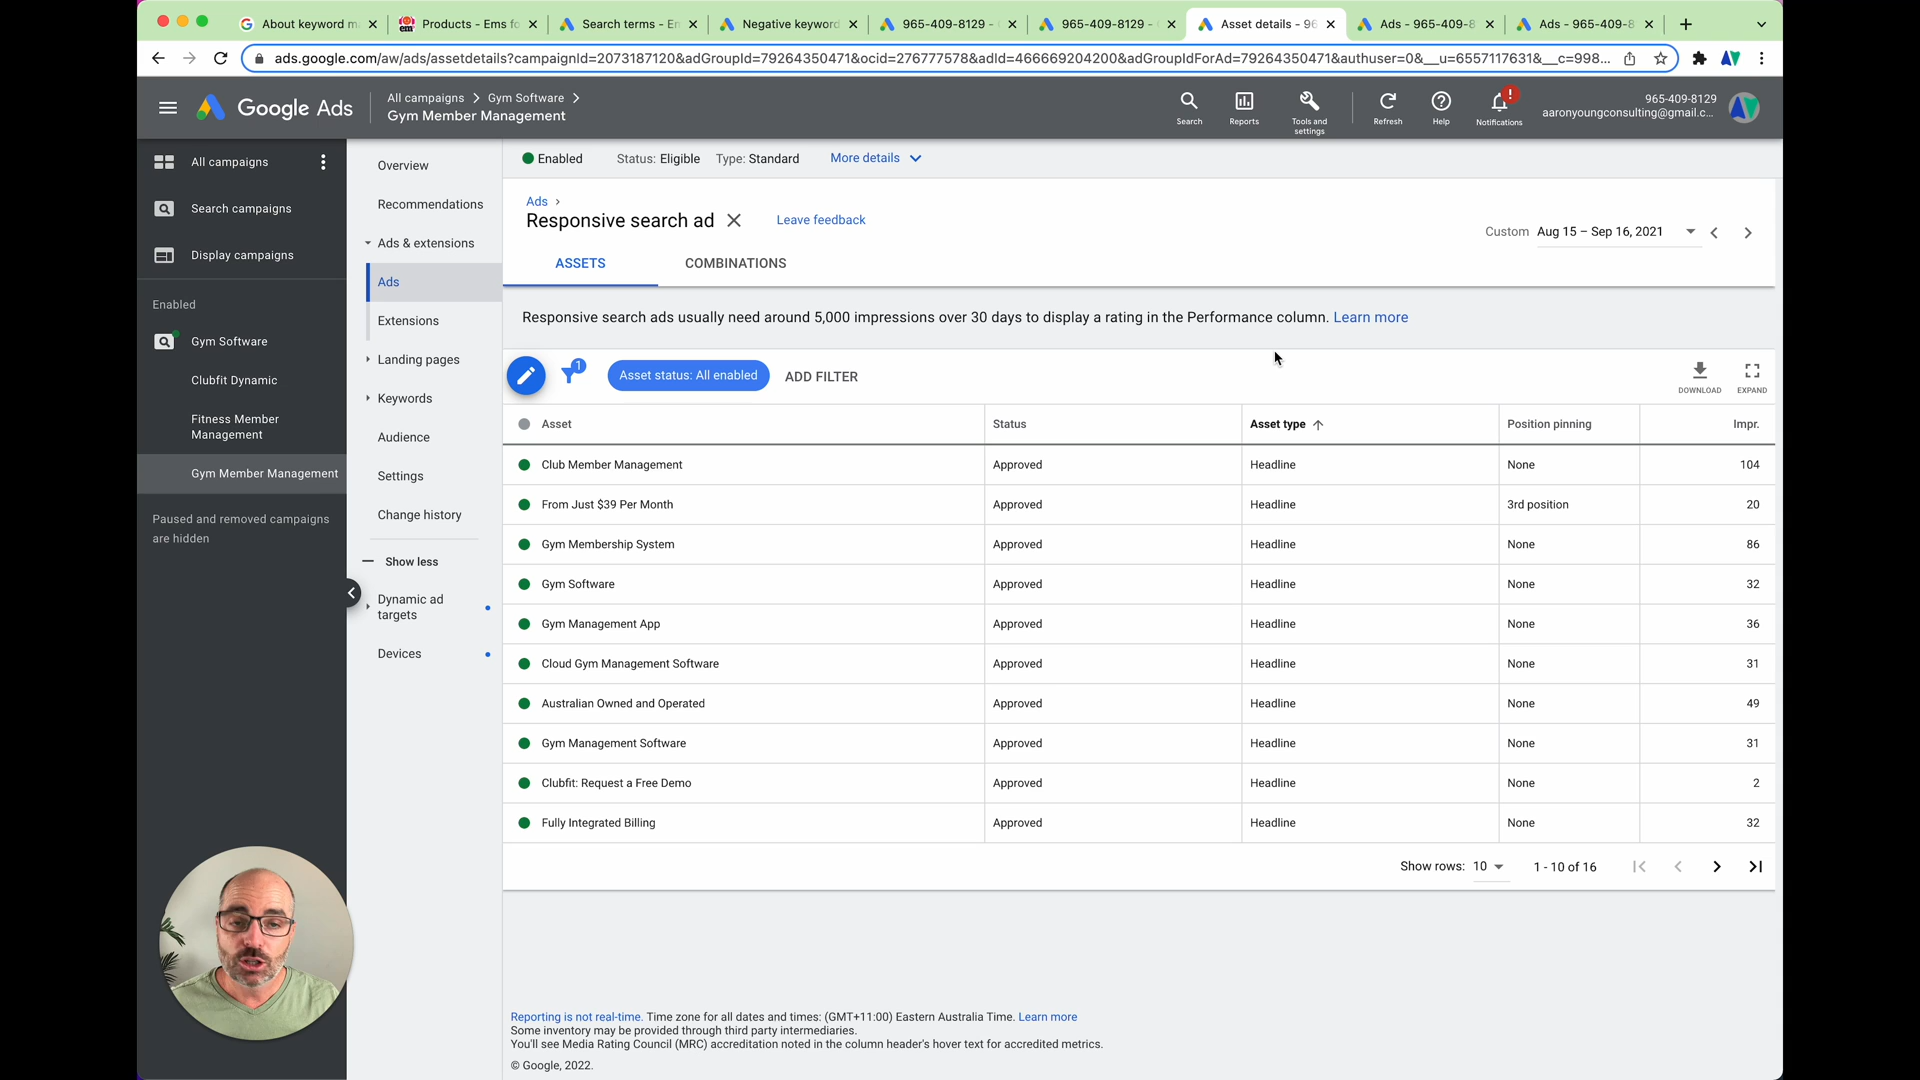 About keyword m
Products - Ems fo
Search terms - En
Negative keyword
965-409-8129 -
965-409-8129 -
Asset details - 96
Ads - 965-409-8
Ads - 965-409-8
ads.google.com/aw/ads/assetdetails?campaignId=2073187120&adGroupId=79264350471&ocid=276777578&adId=466669204200&adGroupIdForAd=79264350471&authuser=0&__u=6557117631&__c=998...
Google Ads
All campaigns > Gym Software >
Gym Member Management
Search
Reports
Tools and
settings
Refresh
Help
!
Notifications
965-409-8129
aaronyoungconsulting@gmail.c...
All campaigns
Search campaigns
Display campaigns
Enabled
Gym Software
Clubfit Dynamic
Fitness Member
Management
Gym Member Management
Paused and removed campaigns
are hidden
Overview
Recommendations
Ads & extensions
Ads
Extensions
Landing pages
Keywords
Audience
Settings
Change history
Show less
Dynamic ad
targets
Devices
Enabled Status: Eligible Type: Standard More details
Ads >
Responsive search ad Leave feedback
Custom Aug 15 – Sep 16, 2021
ASSETS COMBINATIONS
Responsive search ads usually need around 5,000 impressions over 30 days to display a rating in the Performance column. Learn more
1
Asset status: All enabled ADD FILTER
DOWNLOAD EXPAND
Asset Status Asset type Position pinning Impr.
Club Member Management Approved Headline None 104
From Just $39 Per Month Approved Headline 3rd position 20
Gym Membership System Approved Headline None 86
Gym Software Approved Headline None 32
Gym Management App Approved Headline None 36
Cloud Gym Management Software Approved Headline None 31
Australian Owned and Operated Approved Headline None 49
Gym Management Software Approved Headline None 31
Clubfit: Request a Free Demo Approved Headline None 2
Fully Integrated Billing Approved Headline None 32
Show rows: 10 1 - 10 of 16
Reporting is not real-time. Time zone for all dates and times: (GMT+11:00) Eastern Australia Time. Learn more
Some inventory may be provided through third party intermediaries.
You'll see Media Rating Council (MRC) accreditation noted in the column header's hover text for accredited metrics.
© Google, 2022.